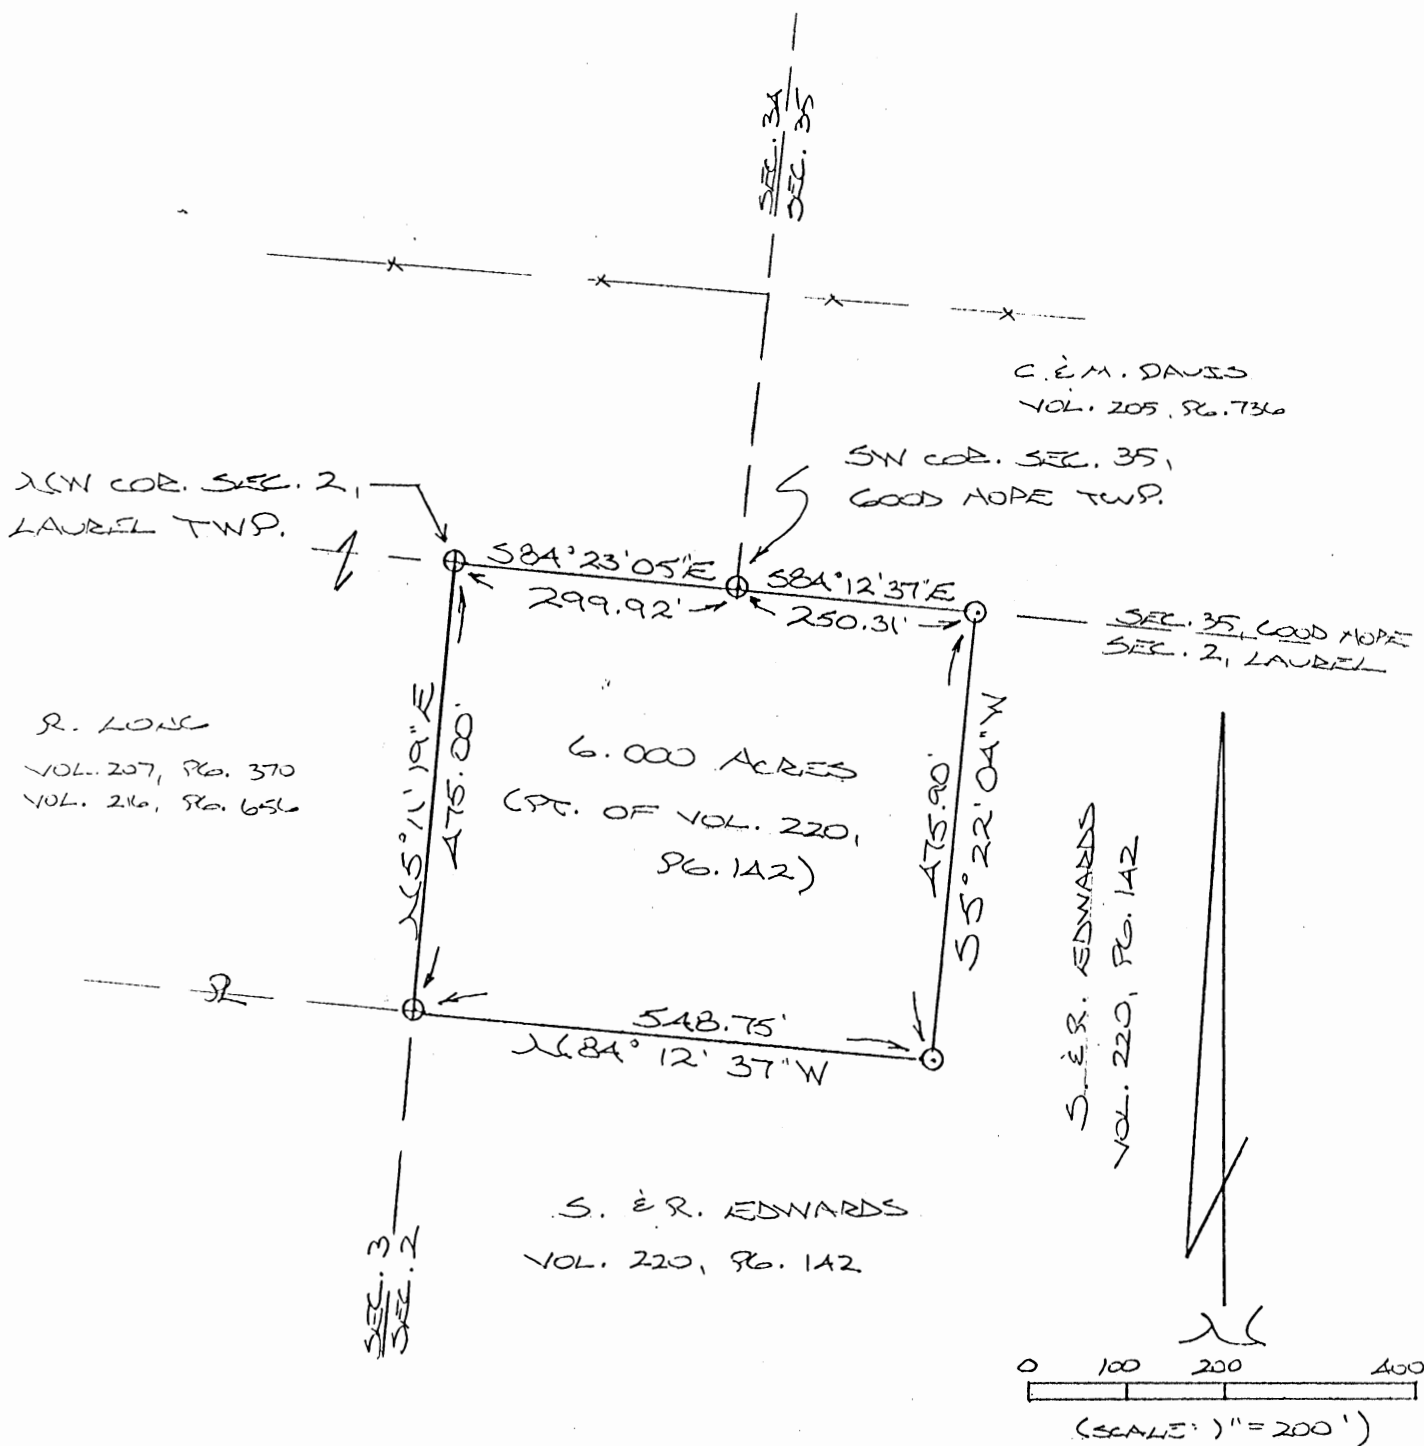 SEC. 34
SEC. 35
C. & M. DAVIS
VOL. 205, PG. 736
SW COR. SEC. 35,
GOOD HOPE TWP.
NW COR. SEC. 2,
LAUREL TWP.
S84°23'05"E
299.92'
S84°12'37"E
250.31'
SEC. 35, GOOD HOPE
SEC. 2, LAUREL
R. LONG
VOL. 207, PG. 370
VOL. 216, PG. 656
N5°11'19"E
475.00'
6.000 ACRES
(PT. OF VOL. 220,
PG. 142)
475.90'
S5°22'04"W
S. & R. EDWARDS
VOL. 220, PG. 142
PL
548.75'
N84°12'37"W
S. & R. EDWARDS
VOL. 220, PG. 142
SEC. 3
SEC. 2
N
0 100 200 400
(SCALE: 1" = 200')